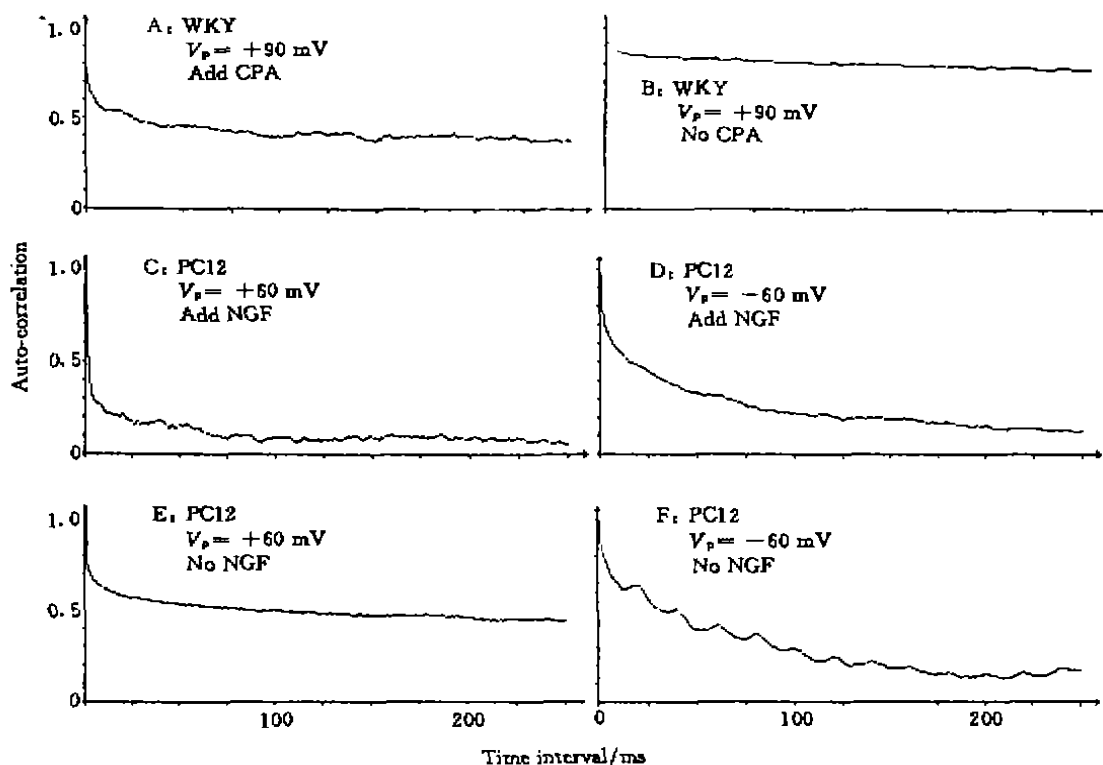 1.0
A: WKY
Vp = +90 mV
Add CPA
0.5
0
B: WKY
Vp = +90 mV
No CPA
Auto-correlation
1.0
C: PC12
Vp = +60 mV
Add NGF
0.5
0
D: PC12
Vp = −60 mV
Add NGF
1.0
E: PC12
Vp = +60 mV
No NGF
0.5
0
100
200
F: PC12
Vp = −60 mV
No NGF
0
100
200
Time interval/ms